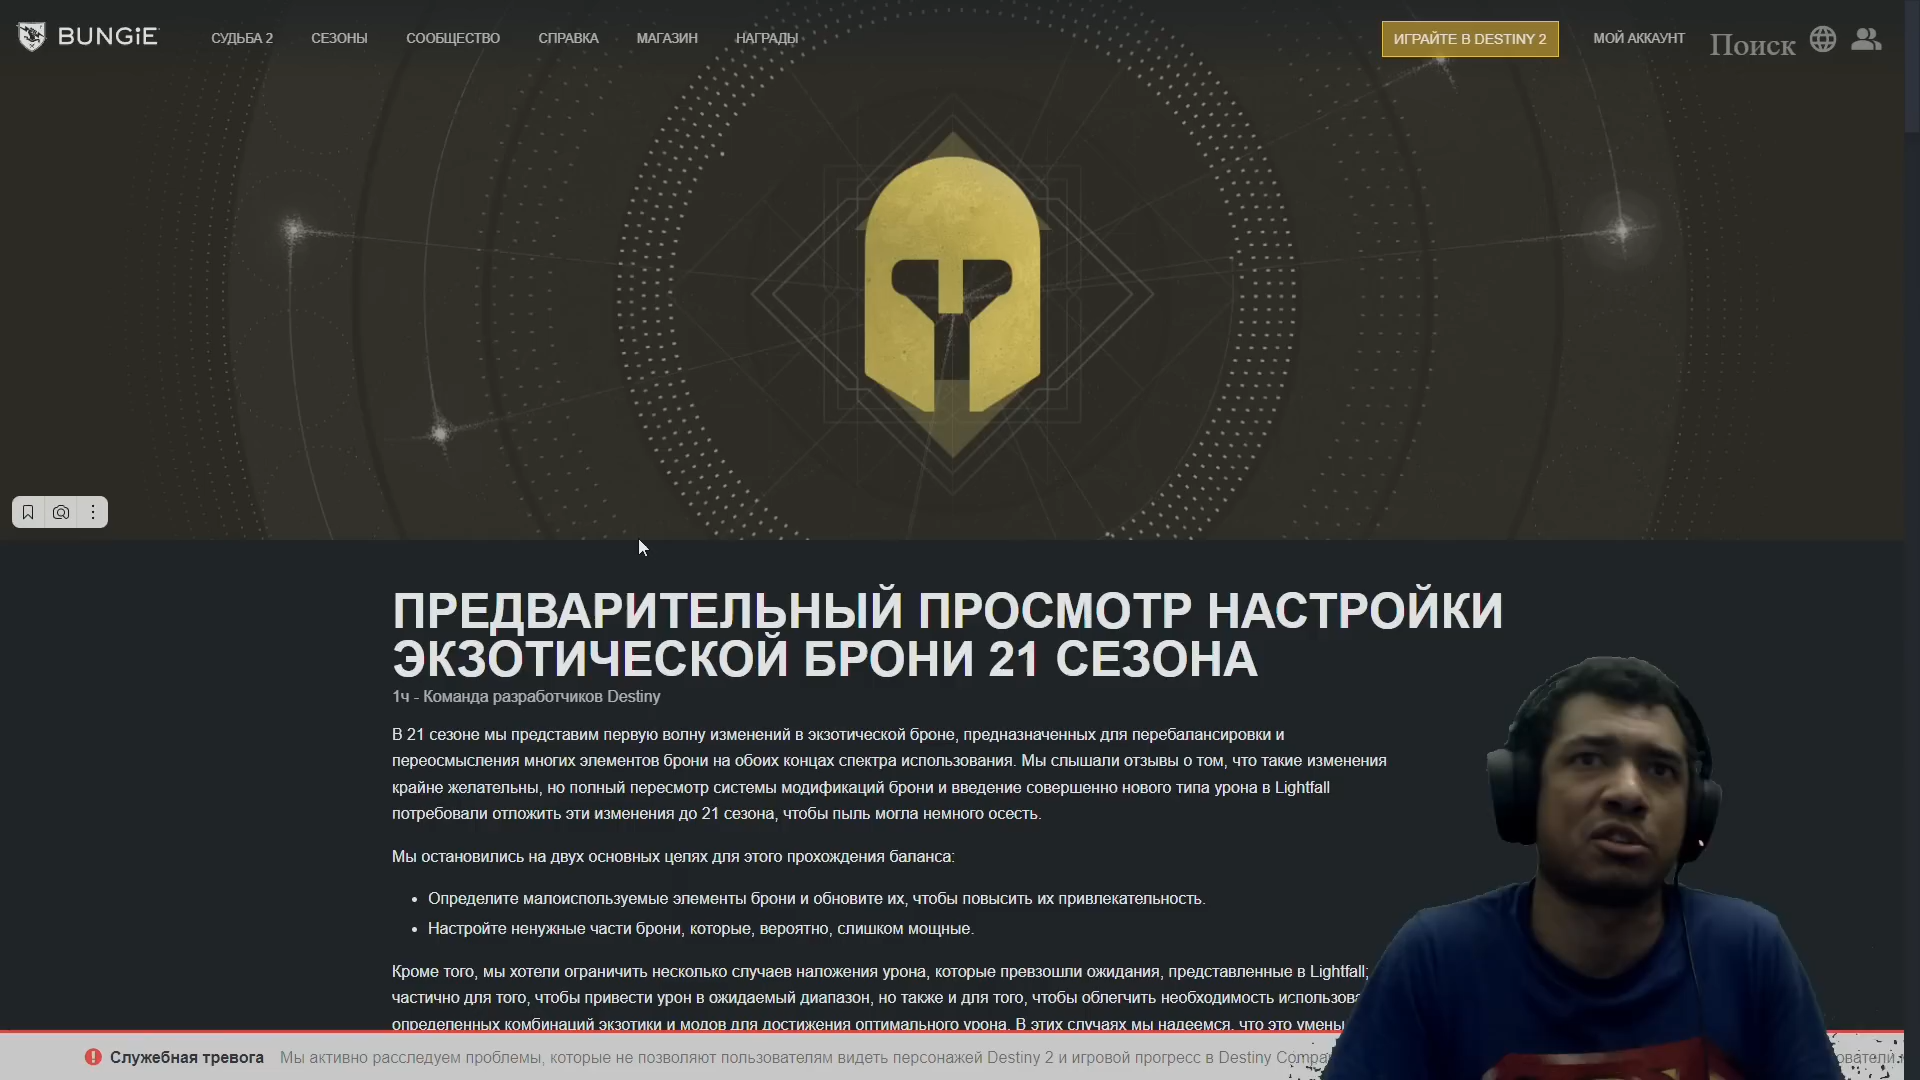 BUNGiE
СУДЬБА 2
СЕЗОНЫ
СООБЩЕСТВО
СПРАВКА
МАГАЗИН
НАГРАДЫ
ИГРАЙТЕ В DESTINY 2
МОЙ АККАУНТ
Поиск
ПРЕДВАРИТЕЛЬНЫЙ ПРОСМОТР НАСТРОЙКИ
ЭКЗОТИЧЕСКОЙ БРОНИ 21 СЕЗОНА
1ч - Команда разработчиков Destiny
В 21 сезоне мы представим первую волну изменений в экзотической броне, предназначенных для перебалансировки и
переосмысления многих элементов брони на обоих концах спектра использования. Мы слышали отзывы о том, что такие изменения
крайне желательны, но полный пересмотр системы модификаций брони и введение совершенно нового типа урона в Lightfall
потребовали отложить эти изменения до 21 сезона, чтобы пыль могла немного осесть.
Мы остановились на двух основных целях для этого прохождения баланса:
• Определите малоиспользуемые элементы брони и обновите их, чтобы повысить их привлекательность.
• Настройте ненужные части брони, которые, вероятно, слишком мощные.
Кроме того, мы хотели ограничить несколько случаев наложения урона, которые превзошли ожидания, представленные в Lightfall;
частично для того, чтобы привести урон в ожидаемый диапазон, но также и для того, чтобы облегчить необходимость
определенных комбинаций экзотики и модов для достижения оптимального урона. В этих случаях мы надеемся, что это
Служебная тревога Мы активно расследуем проблемы, которые не позволяют пользователям видеть персонажей Destiny 2 и игровой прогресс в Destiny